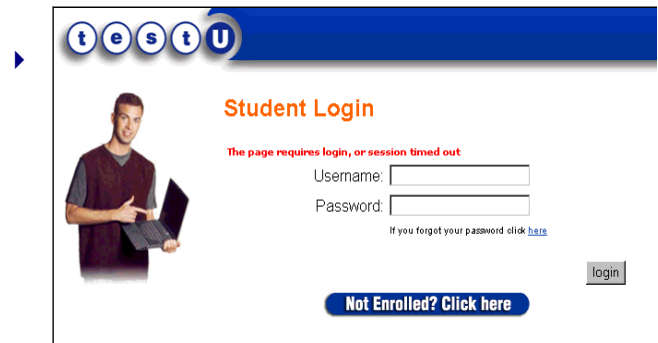 testU
Student Login
The page requires login, or session timed out
Username:
Password:
If you forgot your password click here
login
Not Enrolled? Click here